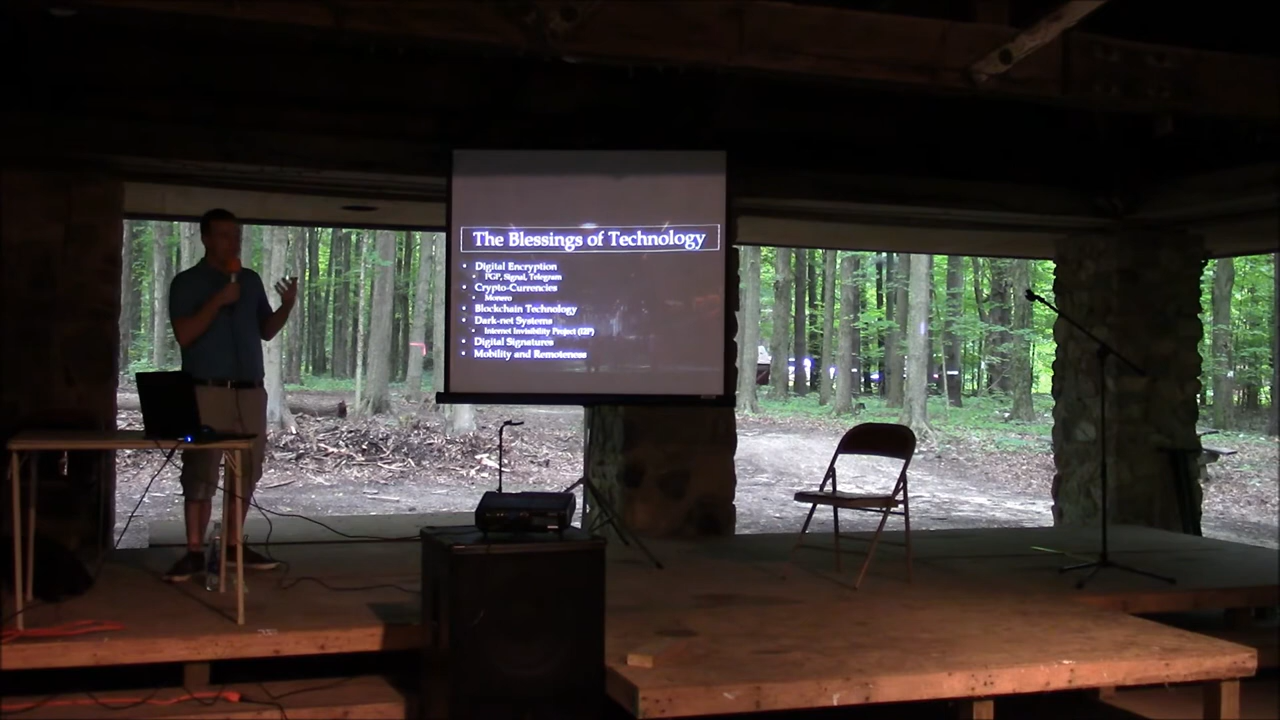 The Blessings of Technology
• Digital Encryption
• PGP, Signal, Telegram
• Crypto-Currencies
• Monero
• Blockchain Technology
• Dark-net Systems
• Internet Invisibility Project (I2P)
• Digital Signatures
• Mobility and Remoteness